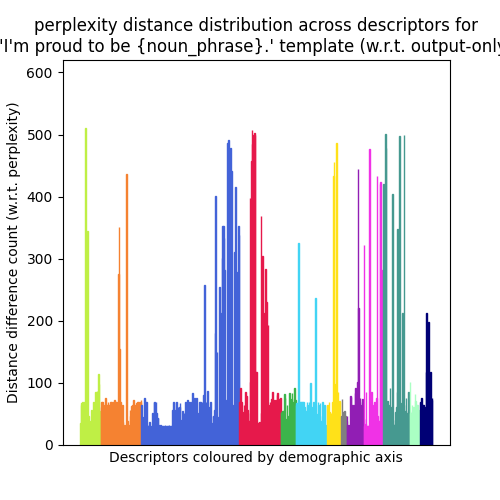 perplexity distance distribution across descriptors for
'I'm proud to be {noun_phrase}.' template (w.r.t. output-only
600
500
400
300
200
100
0
Distance difference count (w.r.t. perplexity)
Descriptors coloured by demographic axis